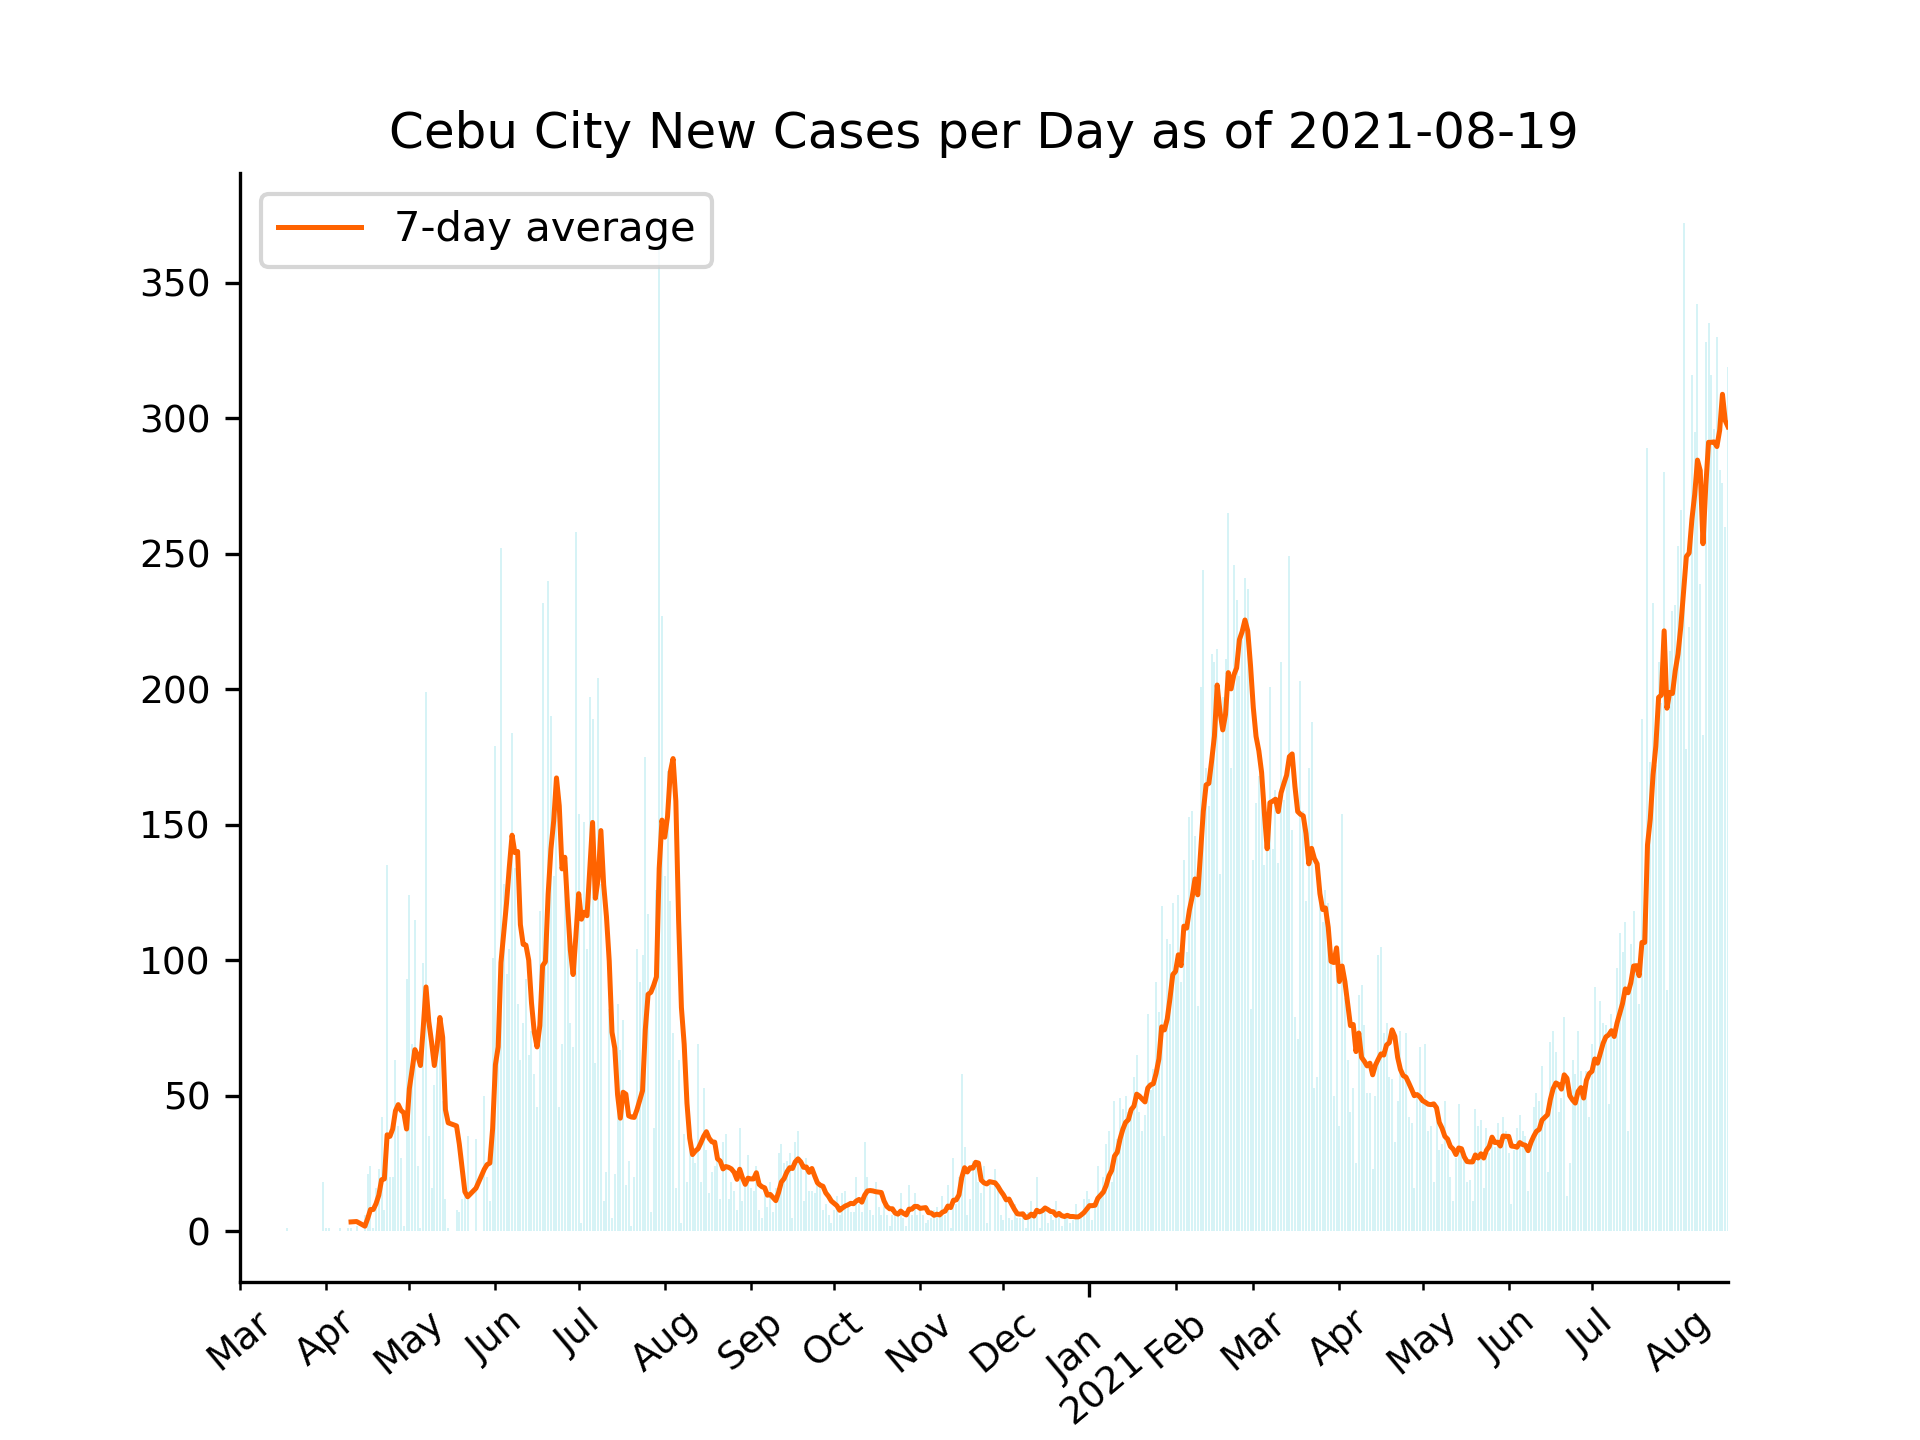 Cebu City New Cases per Day as of 2021-08-19
7-day average
350
300
250
200
150
100
50
0
Mar
Apr
May
Jun
Jul
Aug
Sep
Oct
Nov
Dec
Jan
2021
Feb
Mar
Apr
May
Jun
Jul
Aug